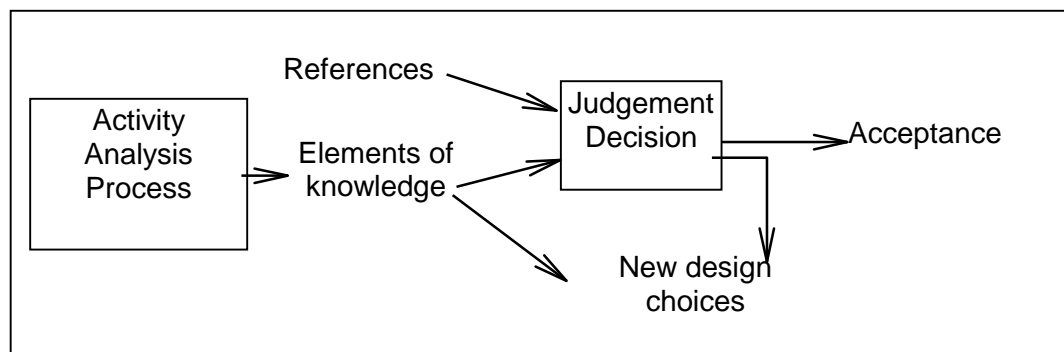 Activity
Analysis
Process
References
Elements of
knowledge
Judgement
Decision
Acceptance
New design
choices